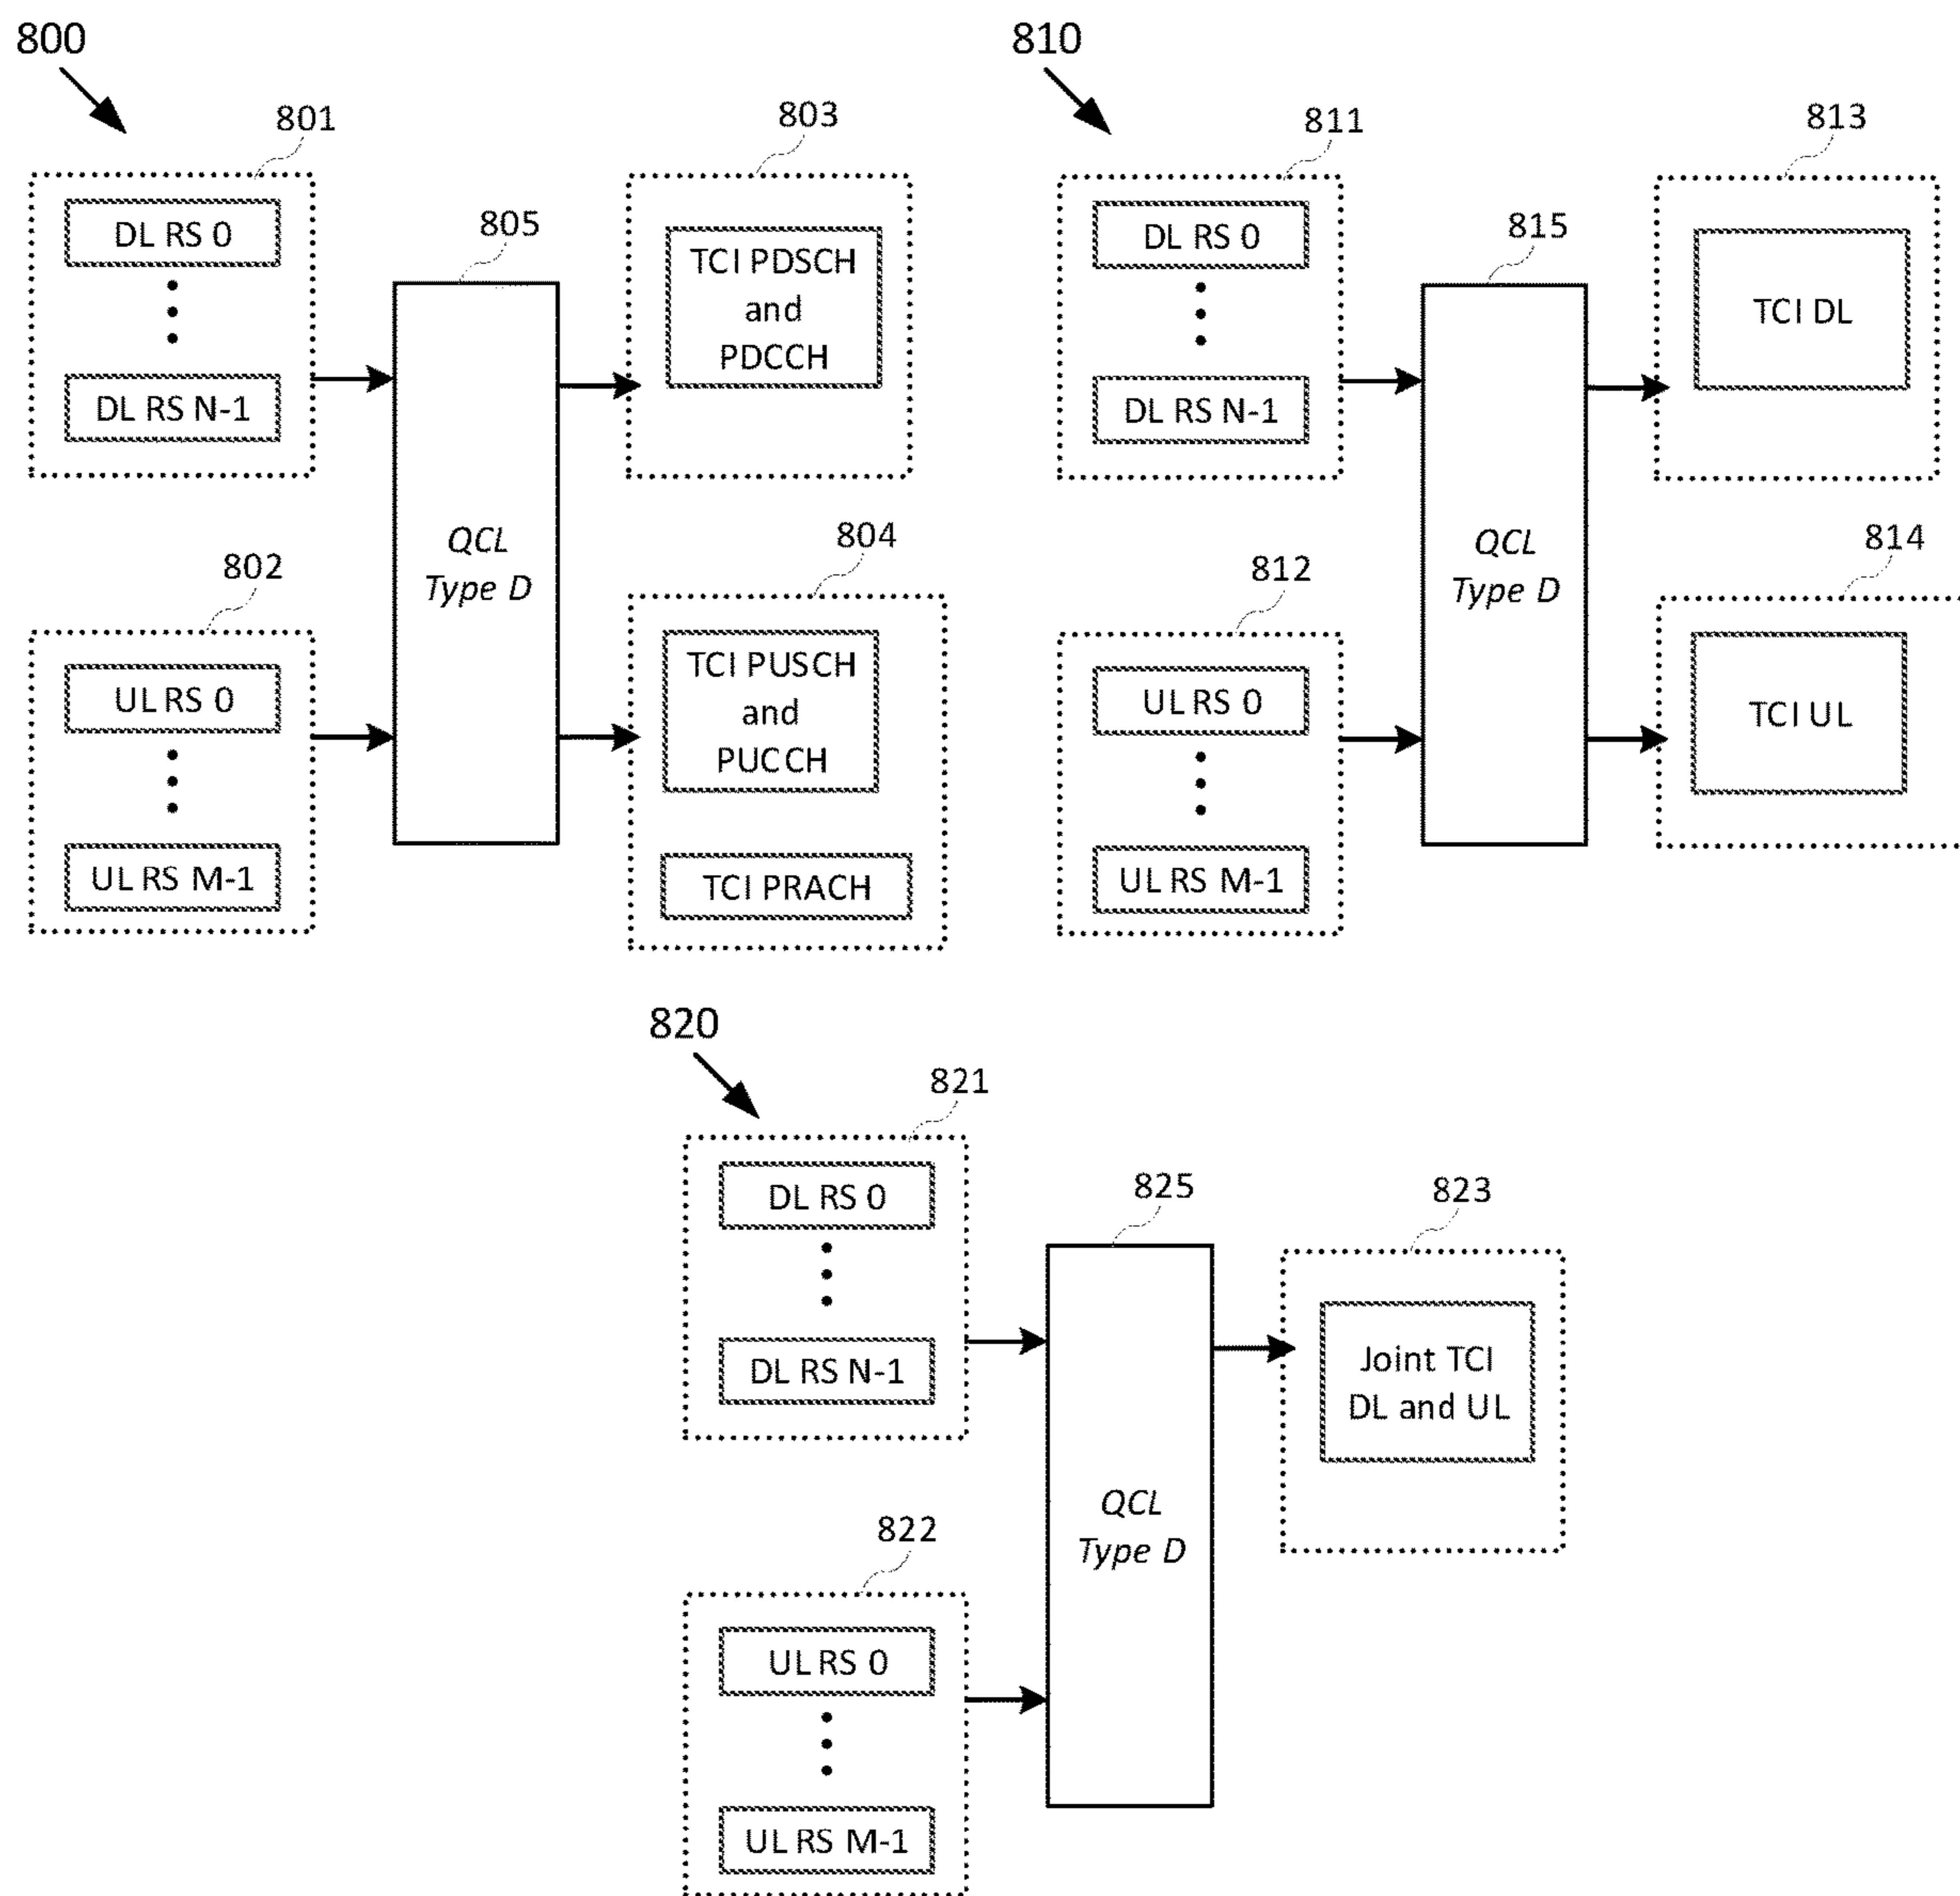 800
801
DL RS 0
DL RS N-1
802
UL RS 0
UL RS M-1
805
QCL
Type D
803
TCI PDSCH
and
PDCCH
804
TCI PUSCH
and
PUCCH
TCI PRACH
810
811
DL RS 0
DL RS N-1
812
UL RS 0
UL RS M-1
815
QCL
Type D
813
TCI DL
814
TCI UL
820
821
DL RS 0
DL RS N-1
822
UL RS 0
UL RS M-1
825
QCL
Type D
823
Joint TCI
DL and UL